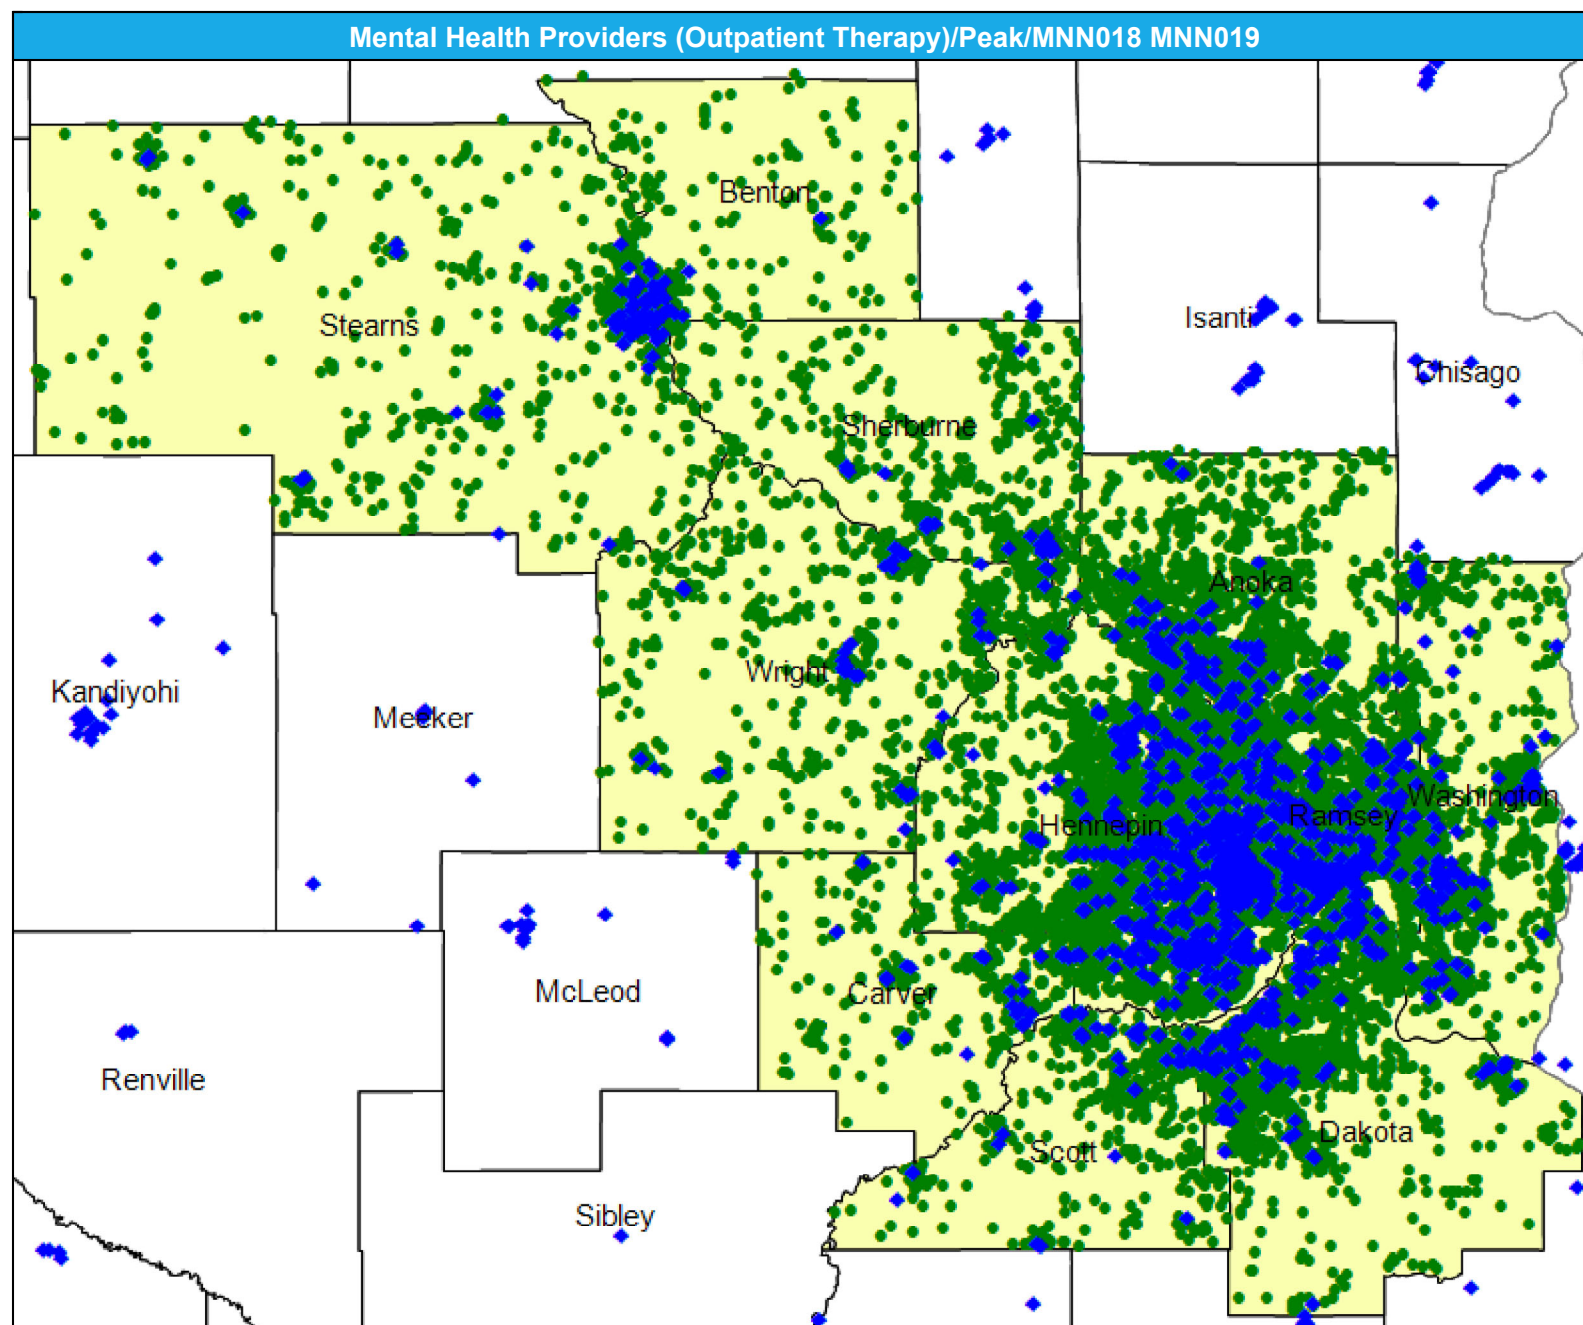 Mental Health Providers (Outpatient Therapy)/Peak/MNN018 MNN019
Benton
Stearns
Isanti
Chisago
Sherburne
Anoka
Wright
Kandiyohi
Meeker
Washington
Ramsey
Hennepin
McLeod
Carver
Renville
Dakota
Scott
Sibley